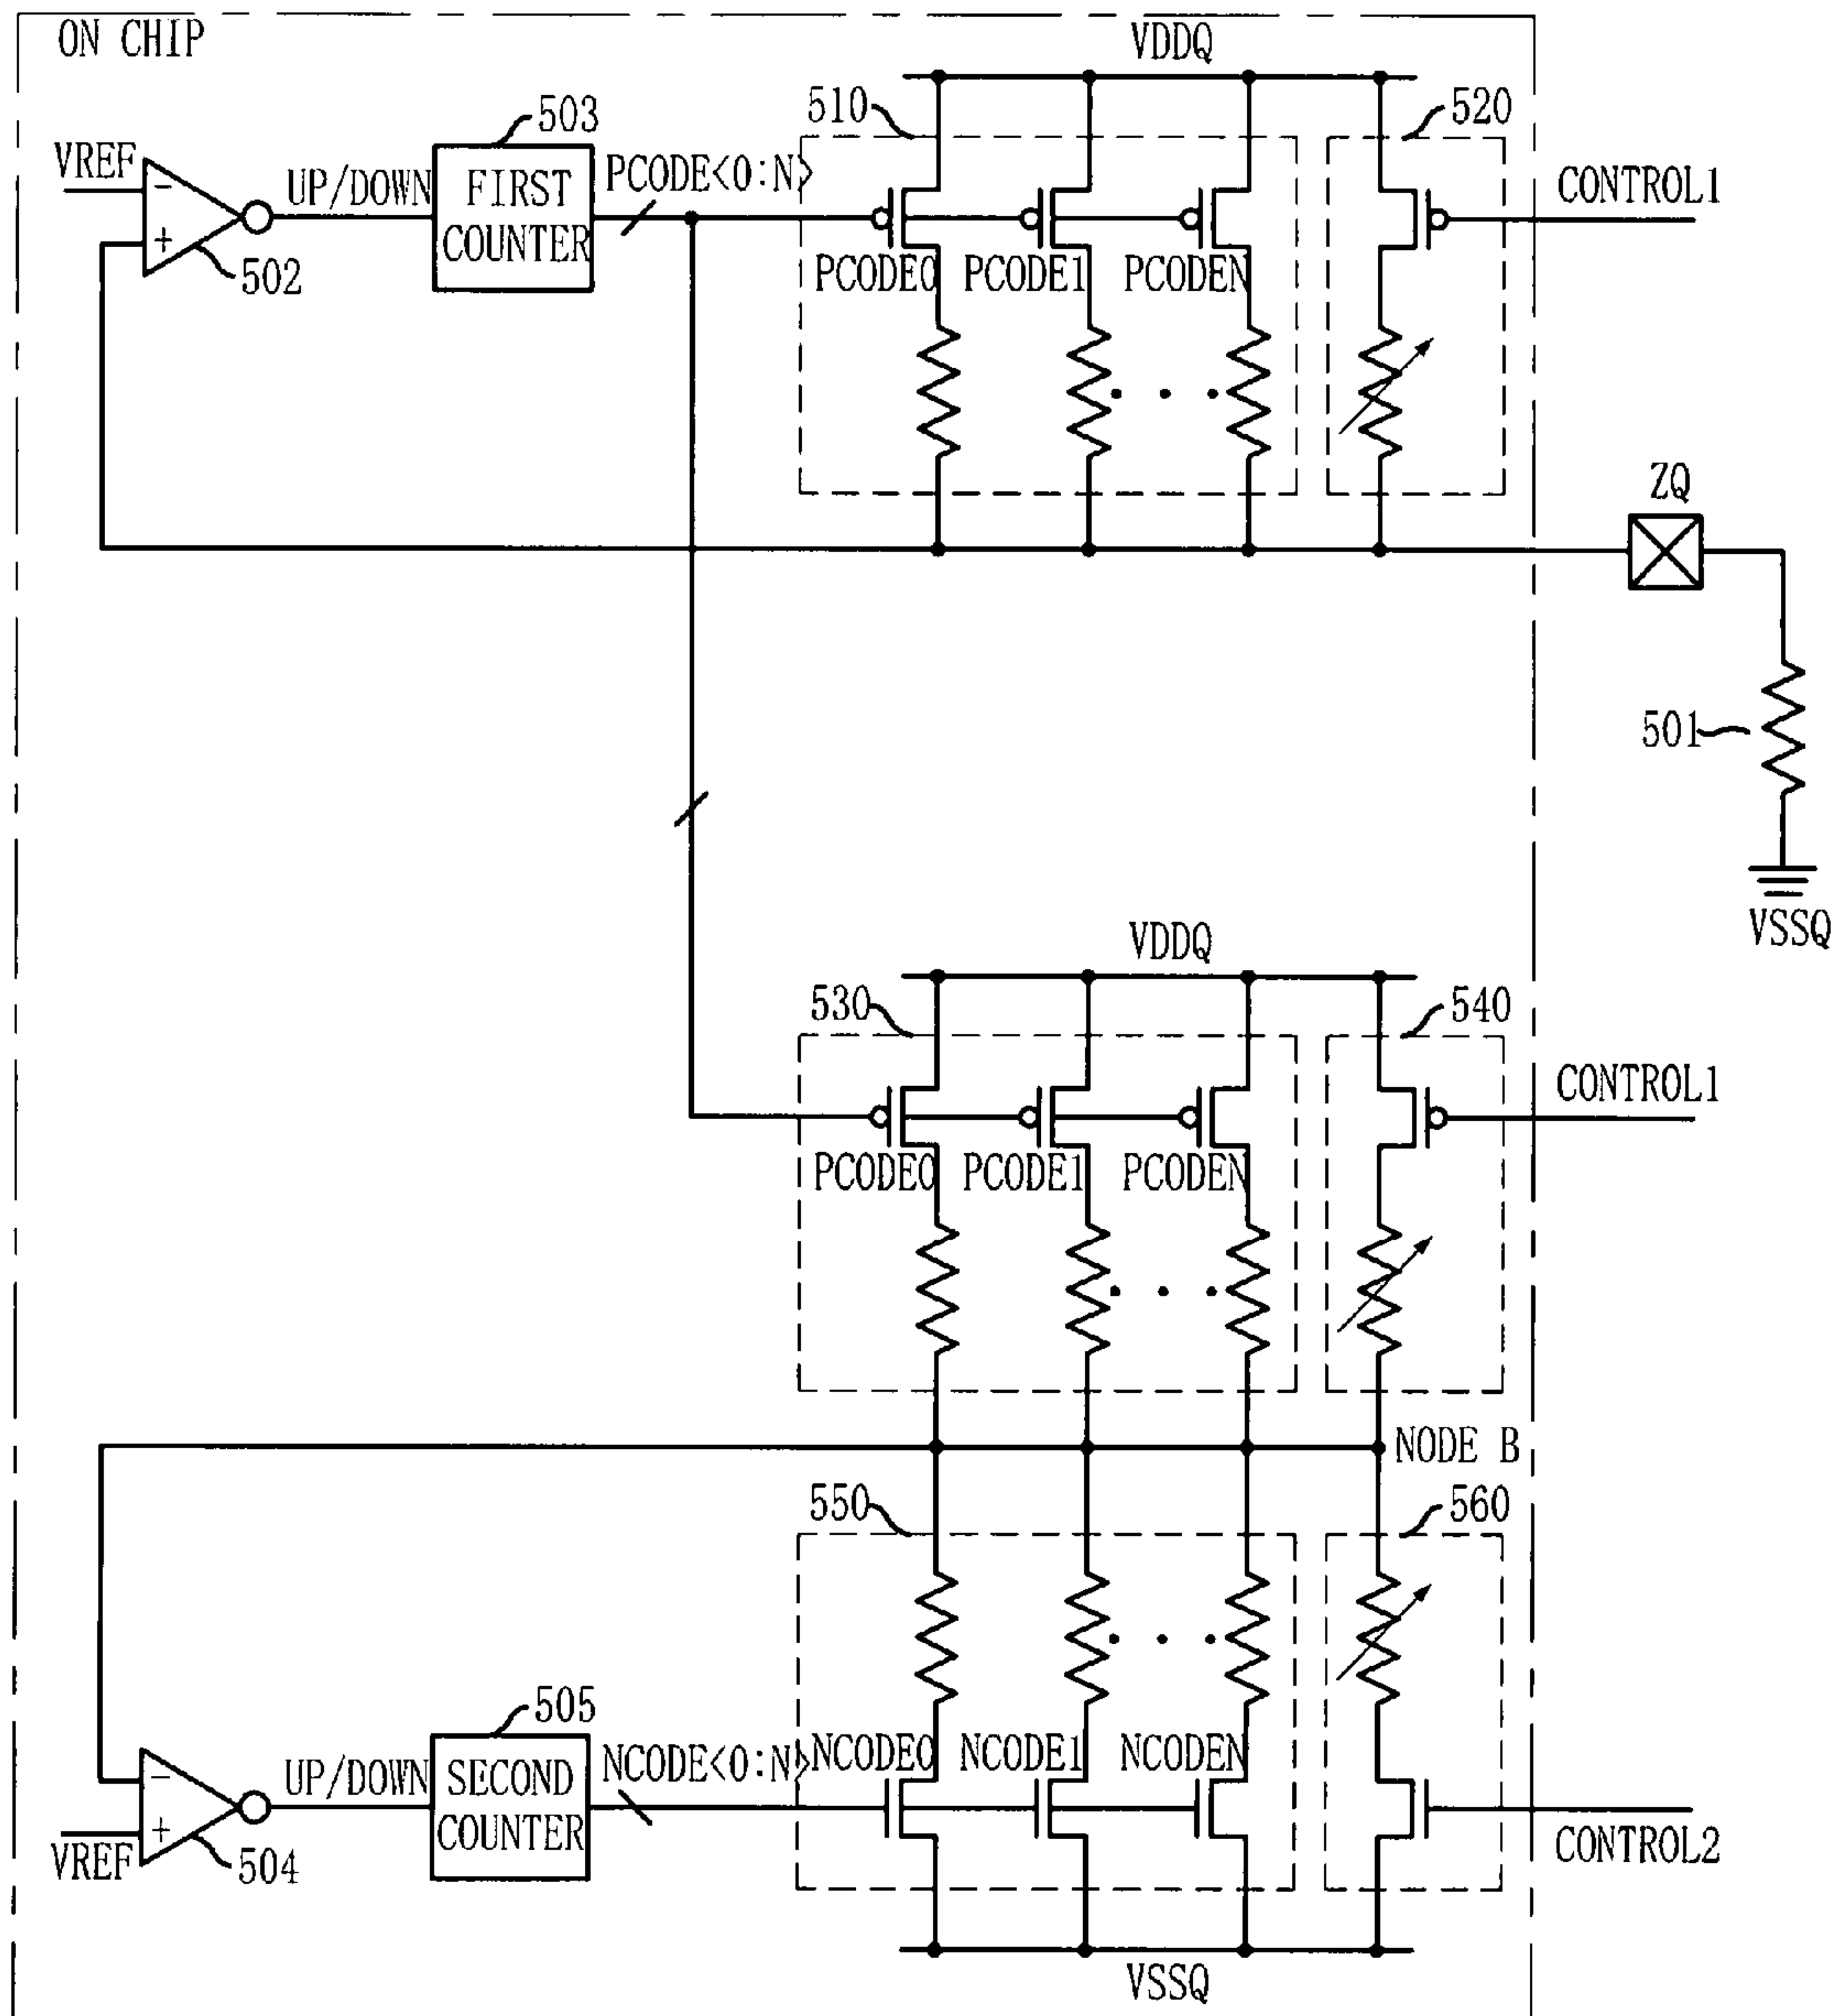 ON CHIP
VDDQ
510
520
503
VREF
UP/DOWN
FIRST
COUNTER
PCODE<0:N>
CONTROL1
-
+
502
PCODE0
PCODE1
PCODEN
ZQ
501
VSSQ
VDDQ
530
540
CONTROL1
PCODE0
PCODE1
PCODEN
NODE B
550
560
505
NCODE0
NCODE1
NCODEN
UP/DOWN
SECOND
COUNTER
NCODE<0:N>
-
+
VREF
504
CONTROL2
VSSQ